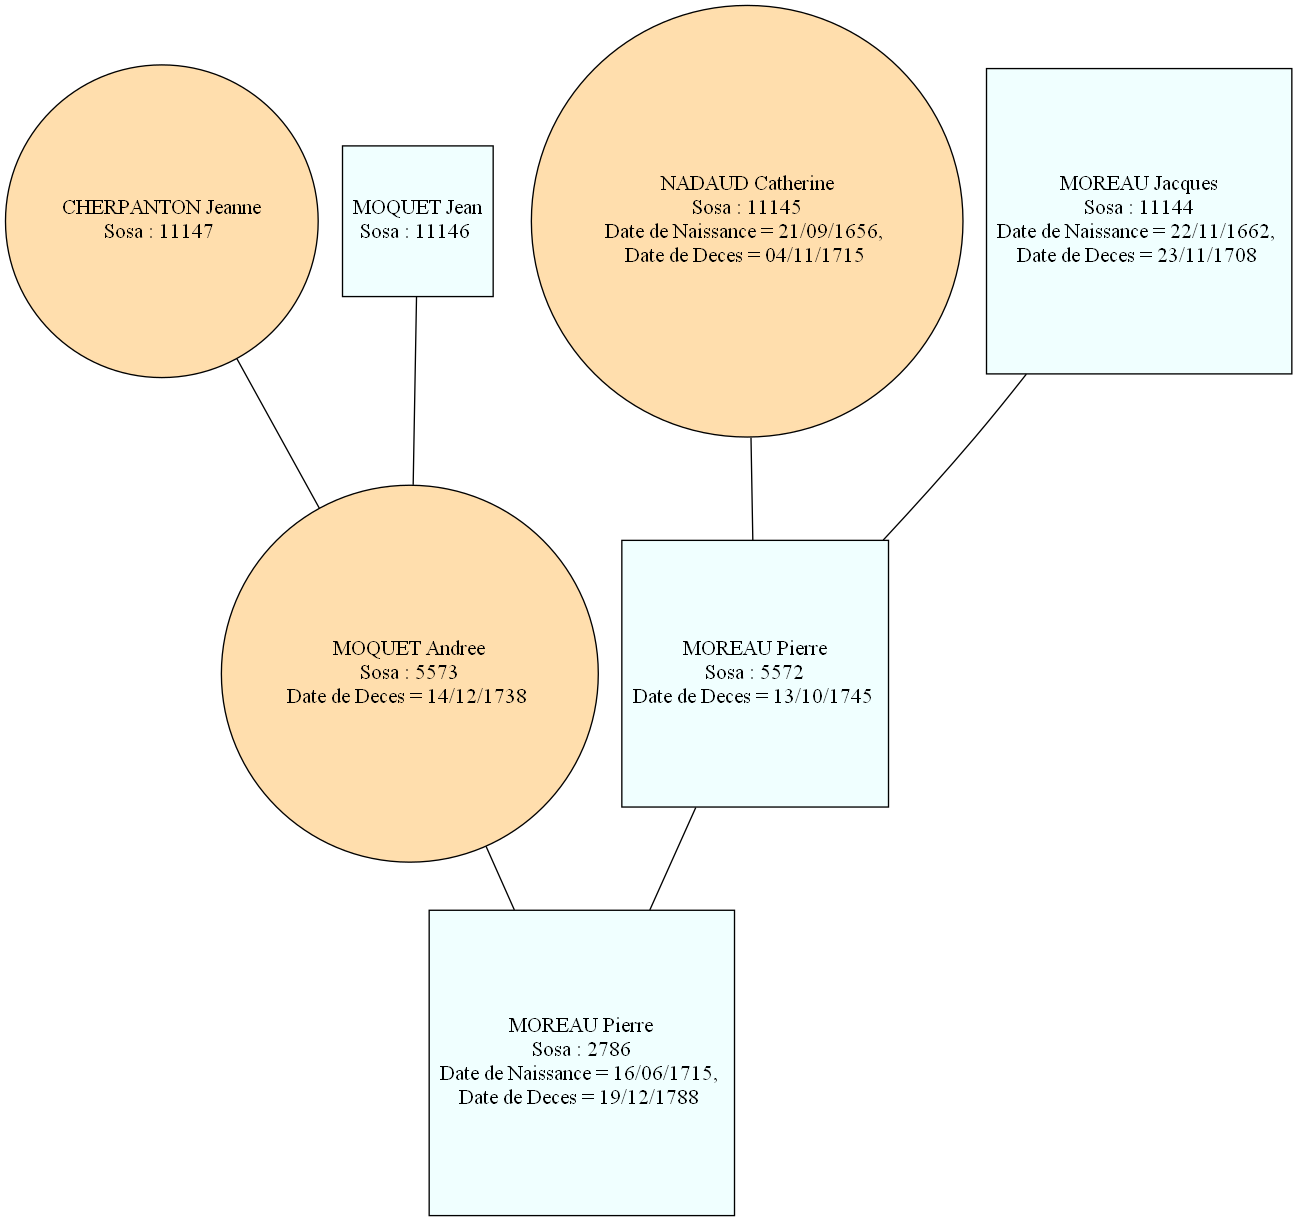 CHERPANTON Jeanne
Sosa : 11147
MOQUET Jean
Sosa : 11146
NADAUD Catherine
Sosa : 11145
Date de Naissance = 21/09/1656,
Date de Deces = 04/11/1715
MOREAU Jacques
Sosa : 11144
Date de Naissance = 22/11/1662,
Date de Deces = 23/11/1708
MOQUET Andree
Sosa : 5573
Date de Deces = 14/12/1738
MOREAU Pierre
Sosa : 5572
Date de Deces = 13/10/1745
MOREAU Pierre
Sosa : 2786
Date de Naissance = 16/06/1715,
Date de Deces = 19/12/1788